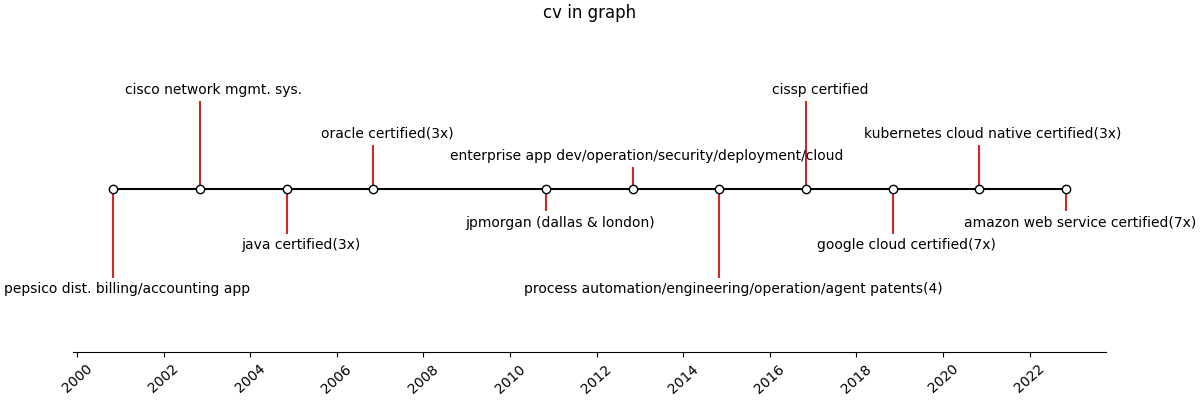 cv in graph
cisco network mgmt. sys.
cissp certified
oracle certified(3x)
kubernetes cloud native certified(3x)
enterprise app dev/operation/security/deployment/cloud
jpmorgan (dallas & london)
amazon web service certified(7x)
java certified(3x)
google cloud certified(7x)
pepsico dist. billing/accounting app
process automation/engineering/operation/agent patents(4)
2000
2002
2004
2006
2008
2010
2012
2014
2016
2018
2020
2022